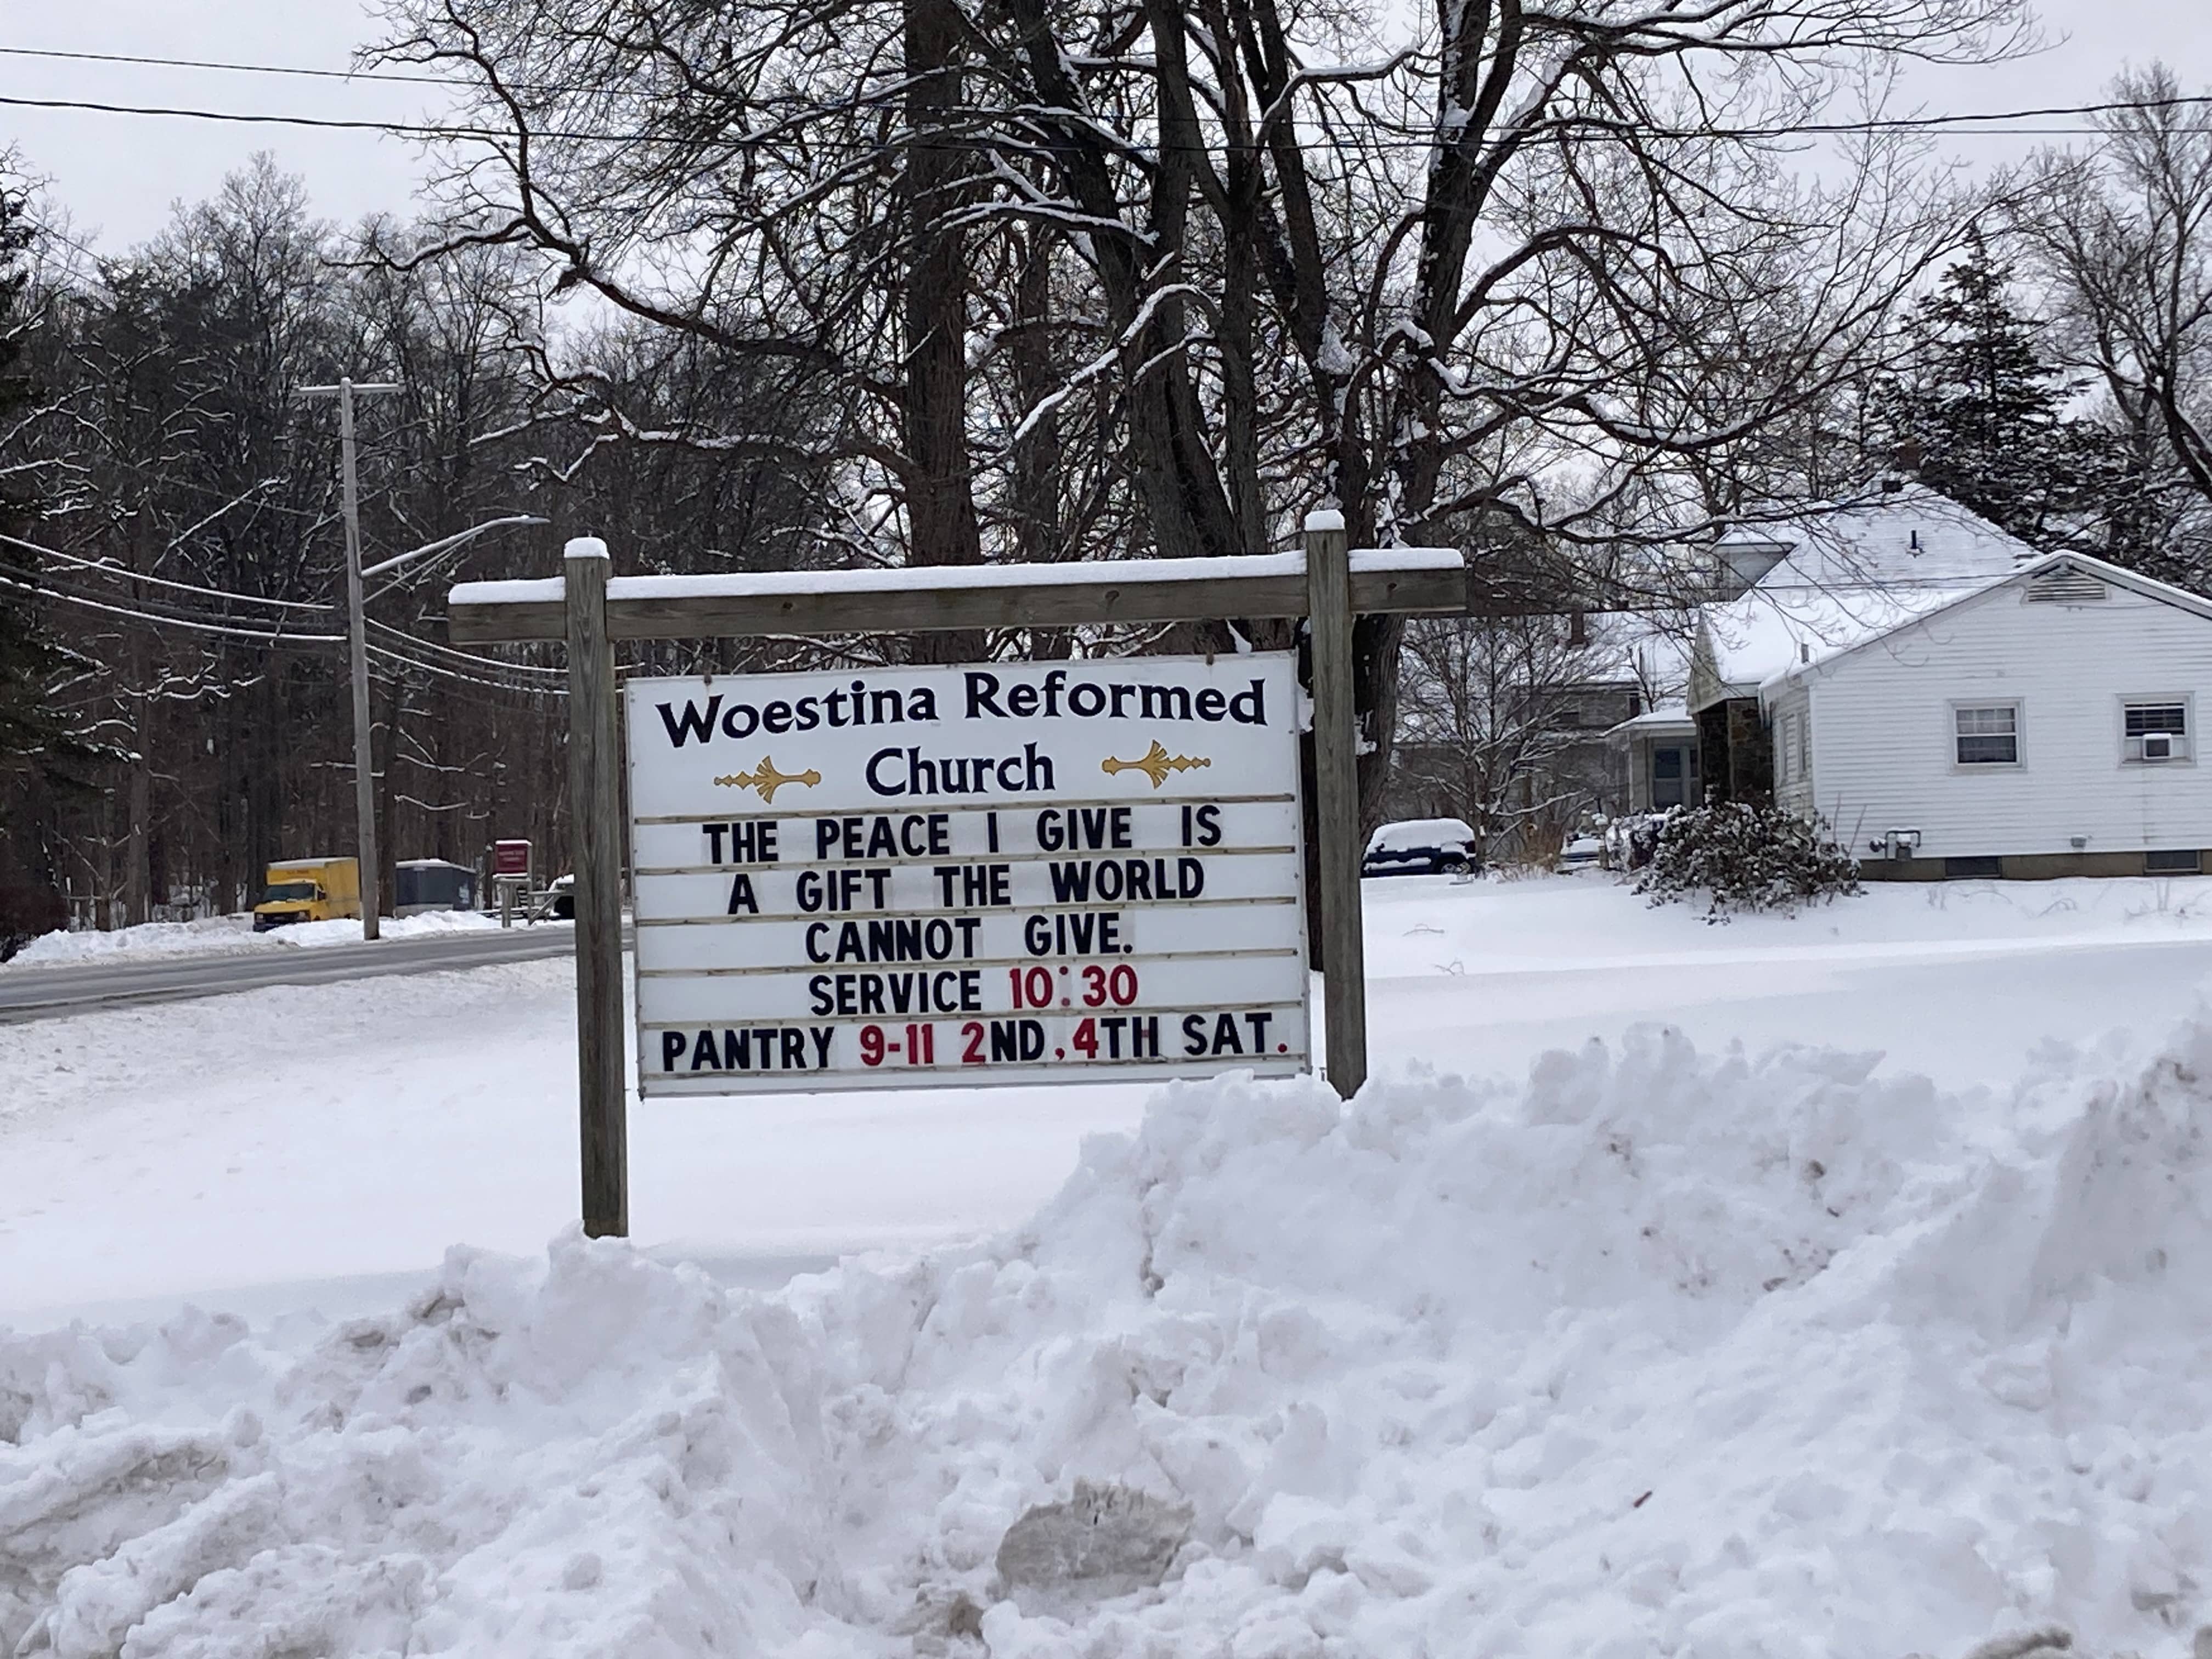 Woestina Reformed
Church
THE PEACE I GIVE IS
A GIFT THE WORLD
CANNOT GIVE.
SERVICE 10:30
PANTRY 9-11 2ND,4TH SAT.